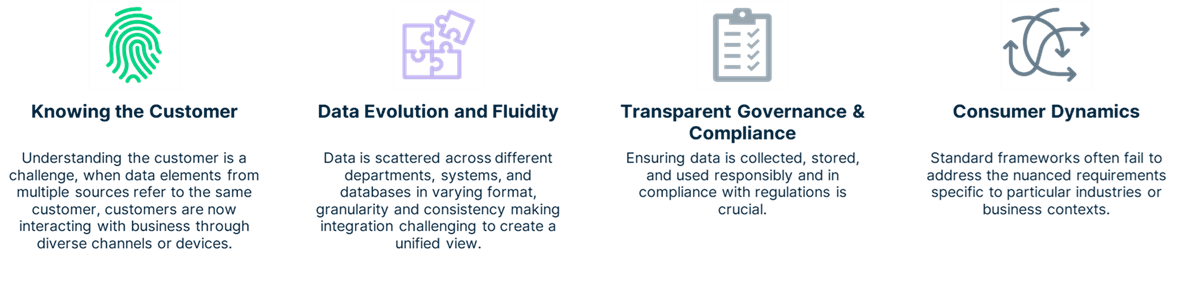 Knowing the Customer
Understanding the customer is a
challenge, when data elements from
multiple sources refer to the same
customer, customers are now
interacting with business through
diverse channels or devices.
Data Evolution and Fluidity
Data is scattered across different
departments, systems, and
databases in varying format,
granularity and consistency making
integration challenging to create a
unified view.
Transparent Governance &
Compliance
Ensuring data is collected, stored,
and used responsibly and in
compliance with regulations is
crucial.
Consumer Dynamics
Standard frameworks often fail to
address the nuanced requirements
specific to particular industries or
business contexts.